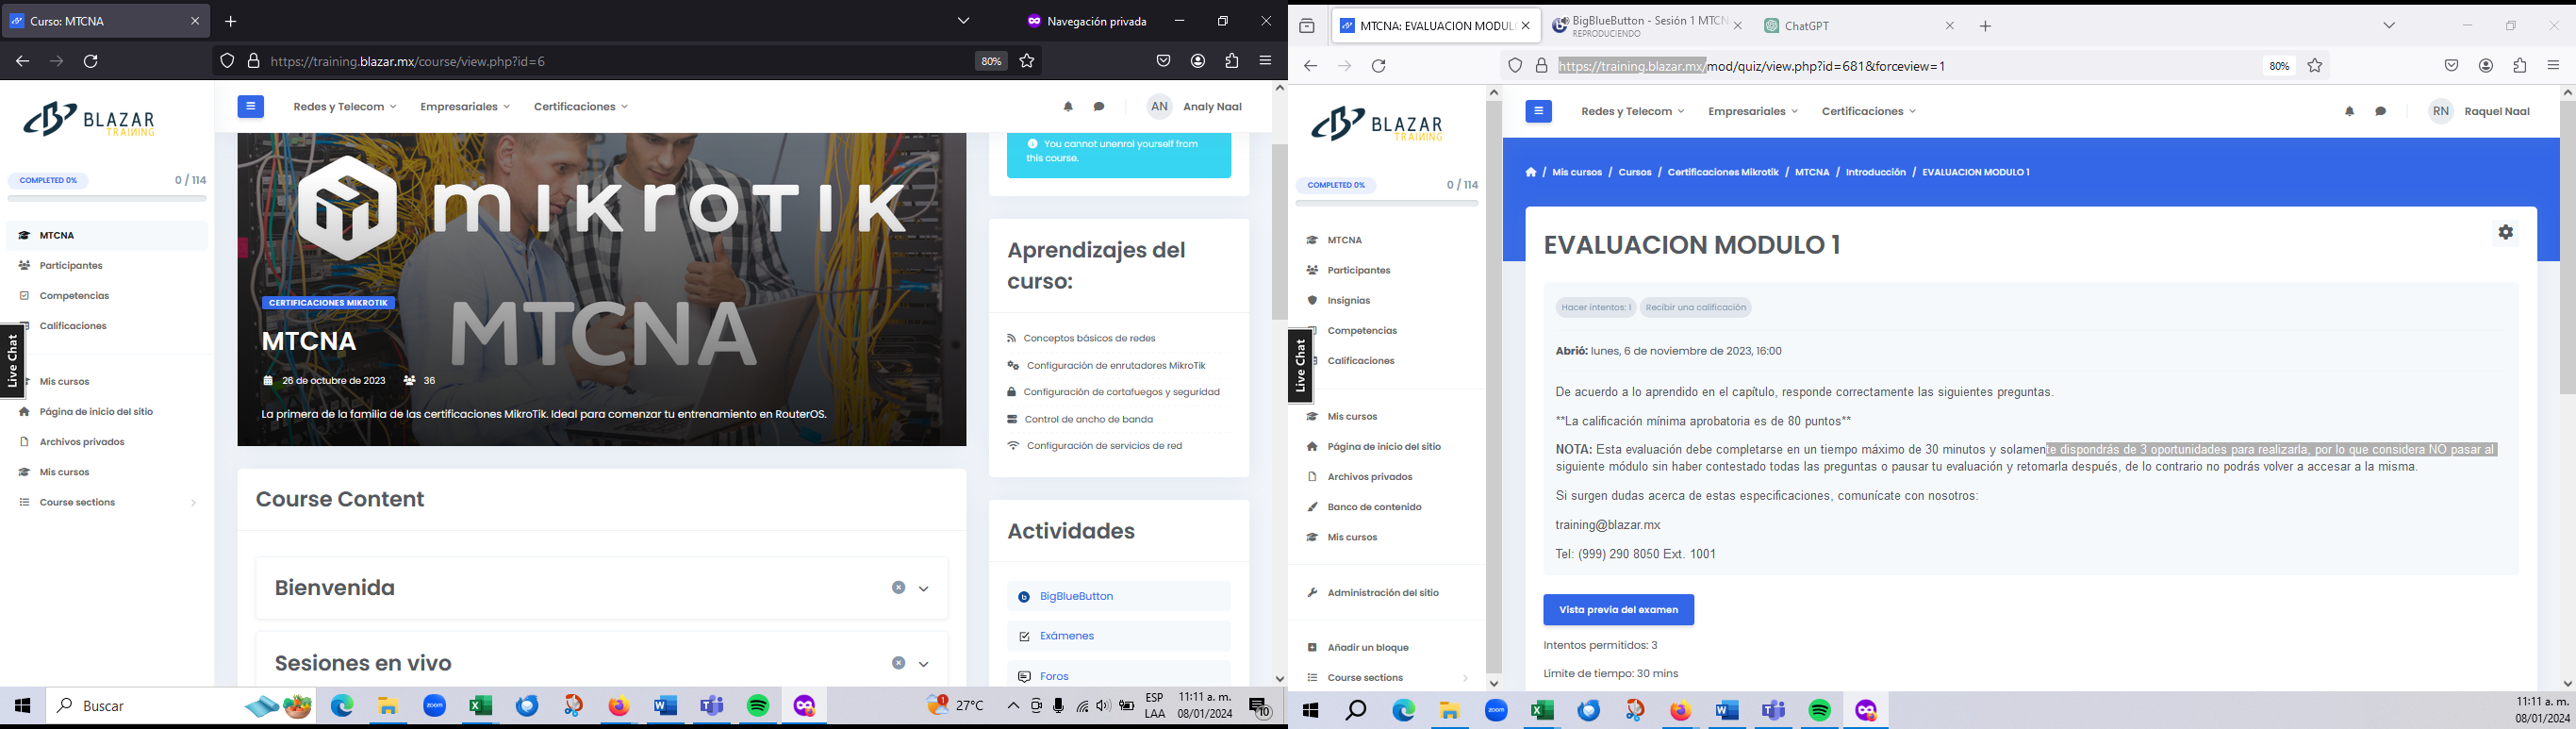 Curso: MTCNA
Navegación privada
https://training.blazar.mx/course/view.php?id=6
80%
BLAZAR
TRAINING
Redes y Telecom
Empresariales
Certificaciones
AN
Analy Naal
COMPLETED 0%
0 / 114
MTCNA
Participantes
Competencias
Calificaciones
Live Chat
Mis cursos
Página de inicio del sitio
Archivos privados
Mis cursos
Course sections
mikrotik
MTCNA
CERTIFICACIONES MIKROTIK
MTCNA
26 de octubre de 2023
36
La primera de la familia de las certificaciones MikroTik. Ideal para comenzar tu entrenamiento en RouterOS.
Course Content
Bienvenida
Sesiones en vivo
You cannot unenrol yourself from
this course.
Aprendizajes del
curso:
Conceptos básicos de redes
Configuración de enrutadores MikroTik
Configuración de cortafuegos y seguridad
Control de ancho de banda
Configuración de servicios de red
Actividades
BigBlueButton
Exámenes
Foros
Buscar
zoom
1
27°C
ESP
LAA
11:11 a. m.
08/01/2024
10
MTCNA: EVALUACION MODULO
BigBlueButton - Sesión 1 MTCN
REPRODUCIENDO
ChatGPT
https://training.blazar.mx/mod/quiz/view.php?id=681&forceview=1
80%
BLAZAR
TRAINING
Redes y Telecom
Empresariales
Certificaciones
RN
Raquel Naal
COMPLETED 0%
0 / 114
MTCNA
Participantes
Insignias
Competencias
Calificaciones
Live Chat
Mis cursos
Página de inicio del sitio
Archivos privados
Banco de contenido
Mis cursos
Administración del sitio
Añadir un bloque
Course sections
/ Mis cursos / Cursos / Certificaciones Mikrotik / MTCNA / Introducción / EVALUACION MODULO 1
EVALUACION MODULO 1
Hacer intentos: 1
Recibir una calificación
Abrió: lunes, 6 de noviembre de 2023, 16:00
De acuerdo a lo aprendido en el capítulo, responde correctamente las siguientes preguntas.
**La calificación mínima aprobatoria es de 80 puntos**
NOTA: Esta evaluación debe completarse en un tiempo máximo de 30 minutos y solamente dispondrás de 3 oportunidades para realizarla, por lo que considera NO pasar al
siguiente módulo sin haber contestado todas las preguntas o pausar tu evaluación y retomarla después, de lo contrario no podrás volver a accesar a la misma.
Si surgen dudas acerca de estas especificaciones, comunícate con nosotros:
training@blazar.mx
Tel: (999) 290 8050 Ext. 1001
Vista previa del examen
Intentos permitidos: 3
Límite de tiempo: 30 mins
zoom
11:11 a. m.
08/01/2024